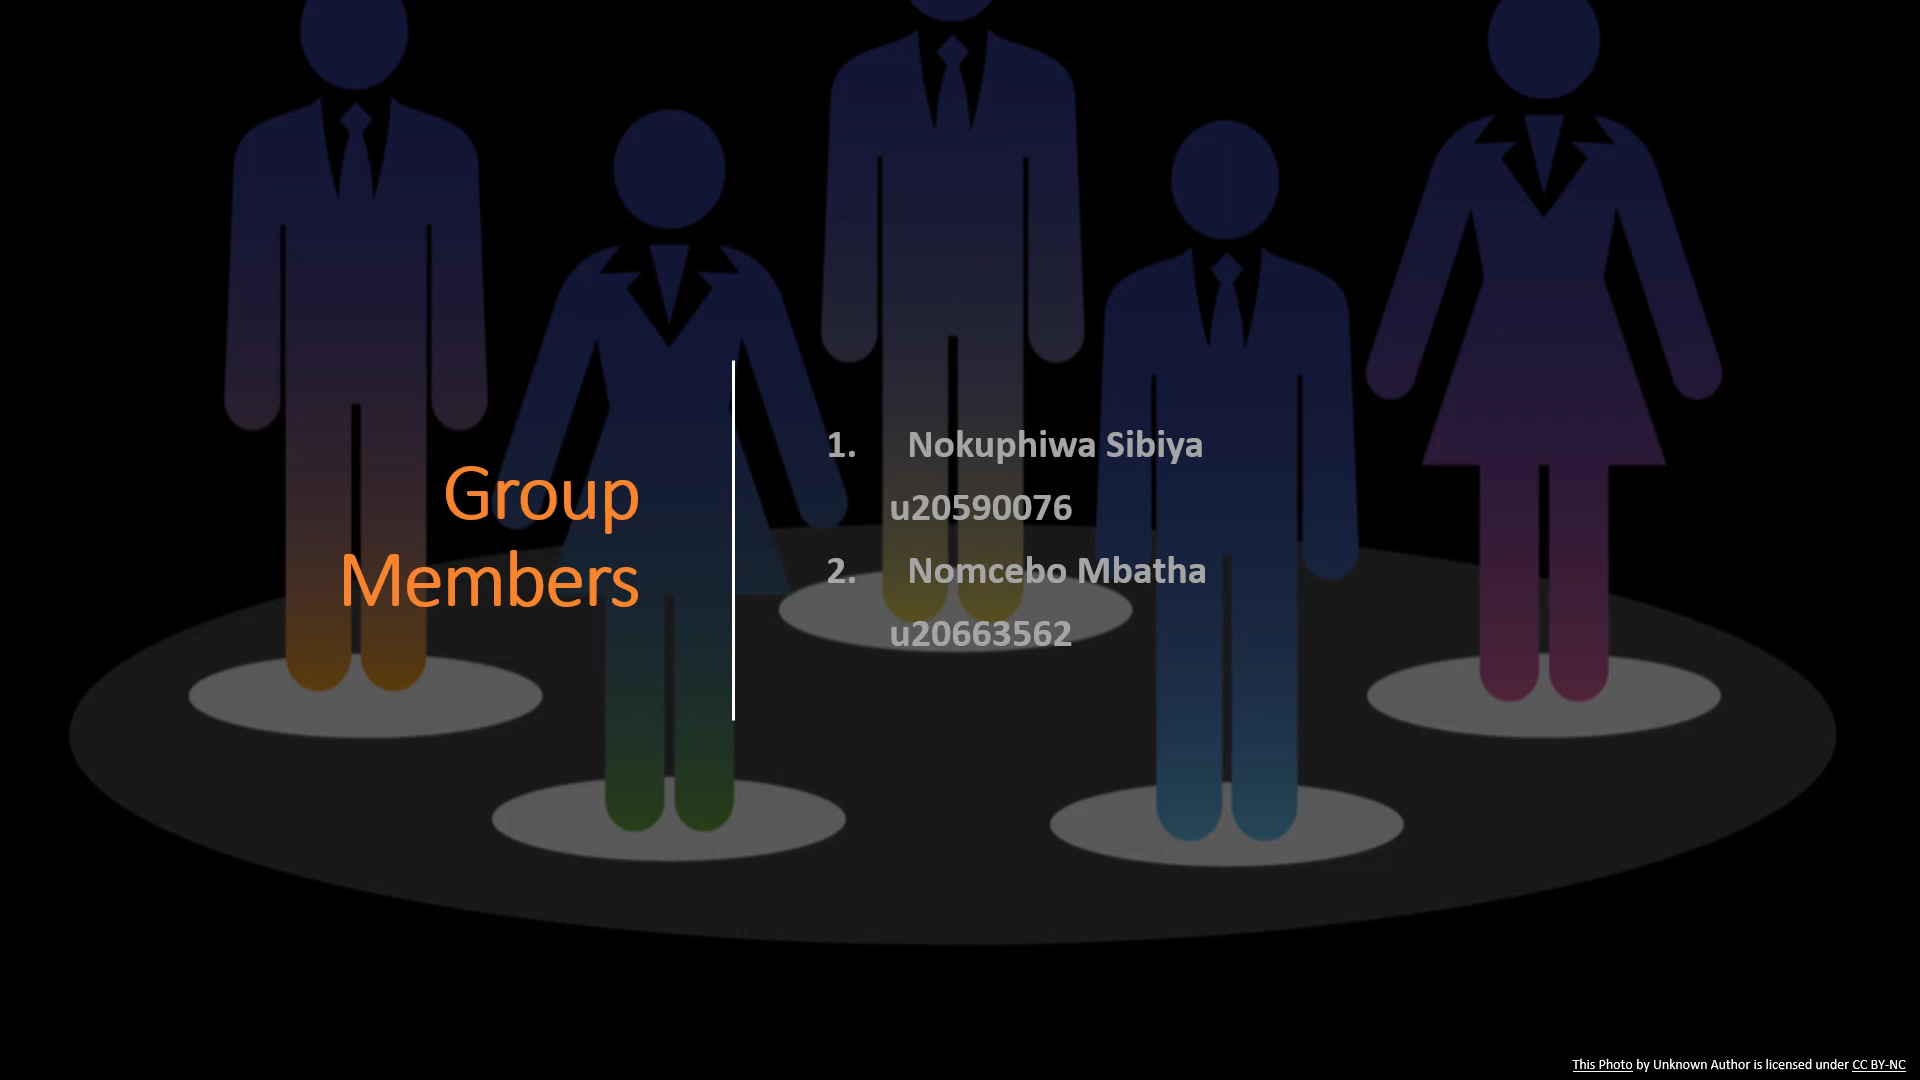 Group
Members
1. Nokuphiwa Sibiya
u20590076
2. Nomcebo Mbatha
u20663562
This Photo by Unknown Author is licensed under CC BY-NC